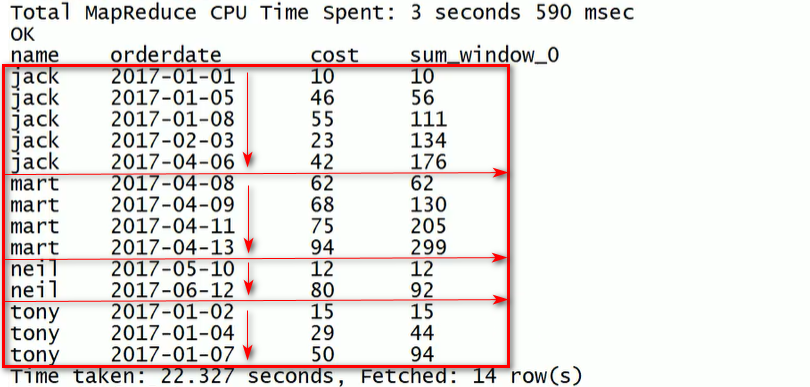 Total MapReduce CPU Time Spent: 3 seconds 590 msec
OK
name orderdate cost sum_window_0
jack 2017-01-01 10 10
jack 2017-01-05 46 56
jack 2017-01-08 55 111
jack 2017-02-03 23 134
jack 2017-04-06 42 176
mart 2017-04-08 62 62
mart 2017-04-09 68 130
mart 2017-04-11 75 205
mart 2017-04-13 94 299
neil 2017-05-10 12 12
neil 2017-06-12 80 92
tony 2017-01-02 15 15
tony 2017-01-04 29 44
tony 2017-01-07 50 94
Time taken: 22.327 seconds, Fetched: 14 row(s)